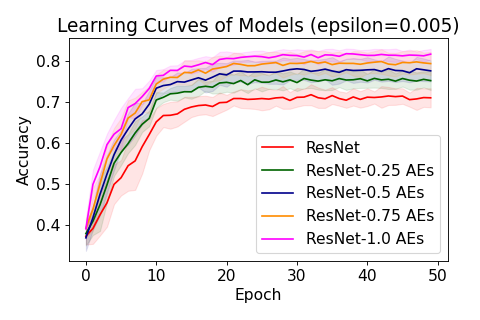 Learning Curves of Models (epsilon=0.005)
0.8
0.7
0.6
0.5
0.4
Accuracy
ResNet
ResNet-0.25 AEs
ResNet-0.5 AEs
ResNet-0.75 AEs
ResNet-1.0 AEs
0 10 20 30 40 50
Epoch